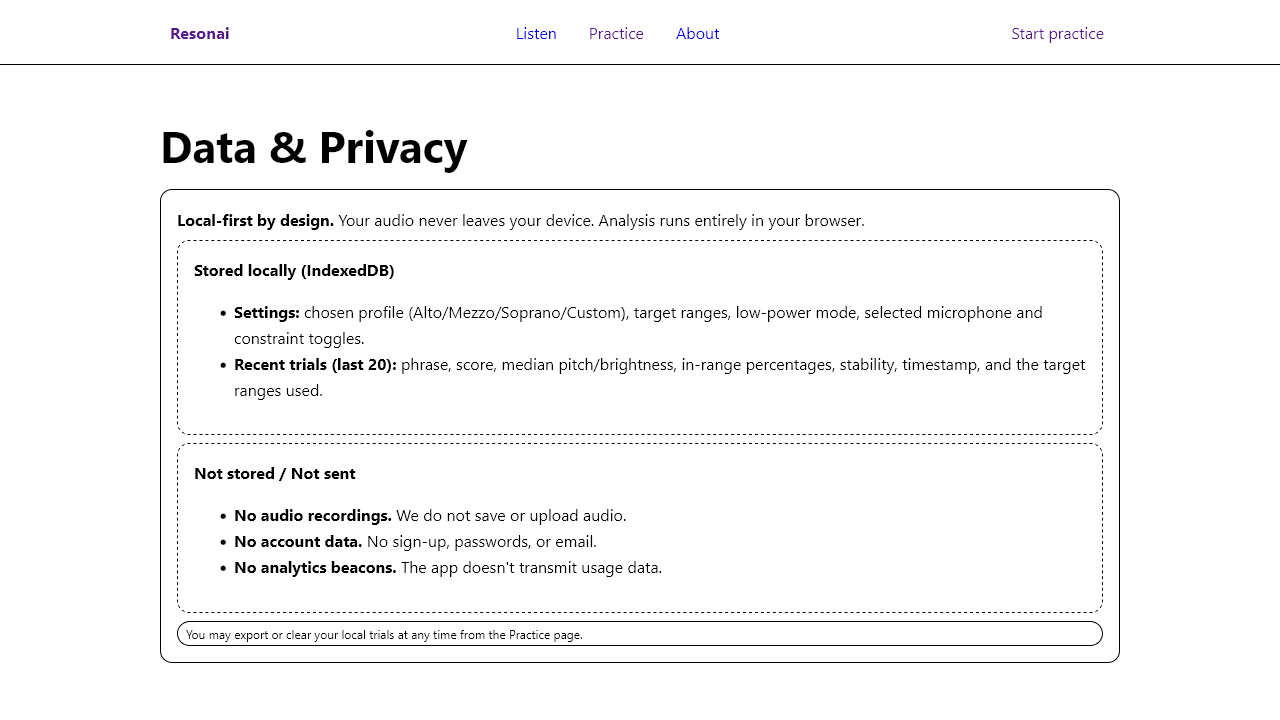 Resonai
Listen
Practice
About
Start practice
Data & Privacy
Local-first by design. Your audio never leaves your device. Analysis runs entirely in your browser.
Stored locally (IndexedDB)
• Settings: chosen profile (Alto/Mezzo/Soprano/Custom), target ranges, low-power mode, selected microphone and
constraint toggles.
• Recent trials (last 20): phrase, score, median pitch/brightness, in-range percentages, stability, timestamp, and the target
ranges used.
Not stored / Not sent
• No audio recordings. We do not save or upload audio.
• No account data. No sign-up, passwords, or email.
• No analytics beacons. The app doesn't transmit usage data.
You may export or clear your local trials at any time from the Practice page.